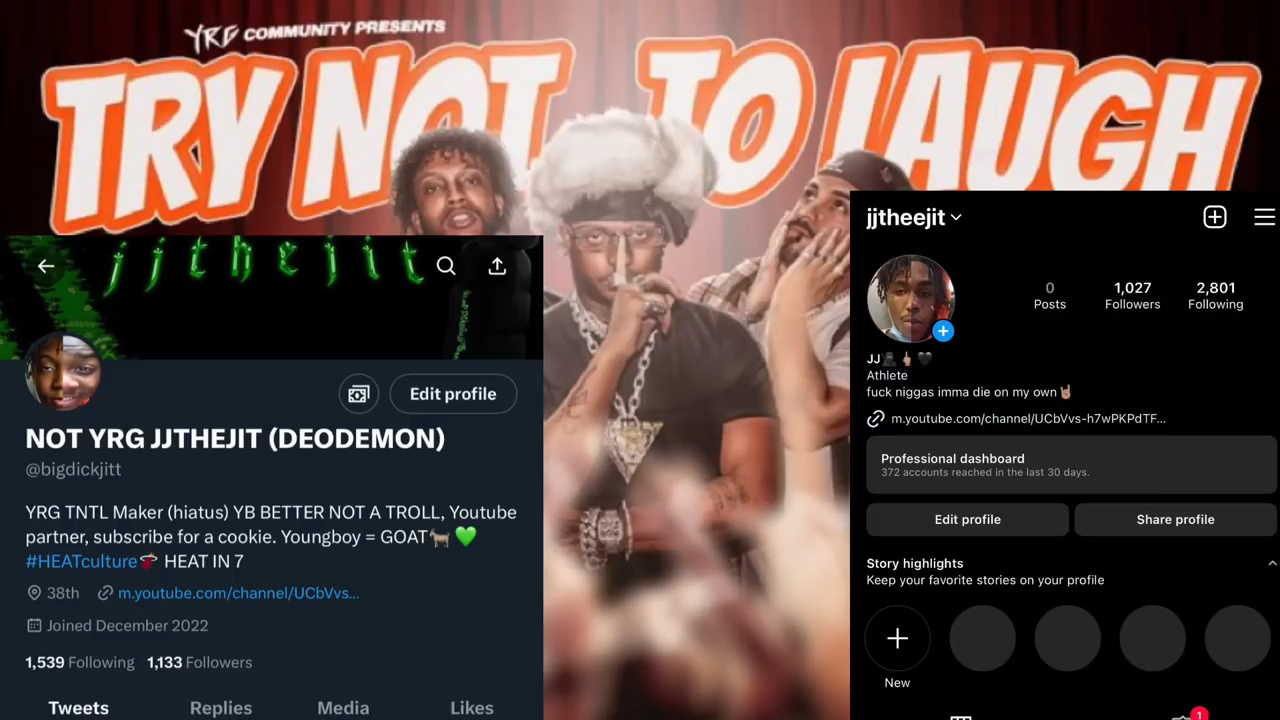 YRG COMMUNITY PRESENTS
TRY NOT TO LAUGH
jjthejit
Edit profile
NOT YRG JJTHEJIT (DEODEMON)
@bigdickjitt
YRG TNTL Maker (hiatus) YB BETTER NOT A TROLL, Youtube
partner, subscribe for a cookie. Youngboy = GOAT🐐💚
#HEATculture HEAT IN 7
38th m.youtube.com/channel/UCbVvs...
Joined December 2022
1,539 Following 1,133 Followers
Tweets Replies Media Likes
jjtheejit
0 1,027 2,801
Posts Followers Following
JJ🥷🏿🖕🏽🖤
Athlete
fuck niggas imma die on my own🤘🏽
m.youtube.com/channel/UCbVvs-h7wPKPdTF...
Professional dashboard
372 accounts reached in the last 30 days.
Edit profile Share profile
Story highlights
Keep your favorite stories on your profile
New
1